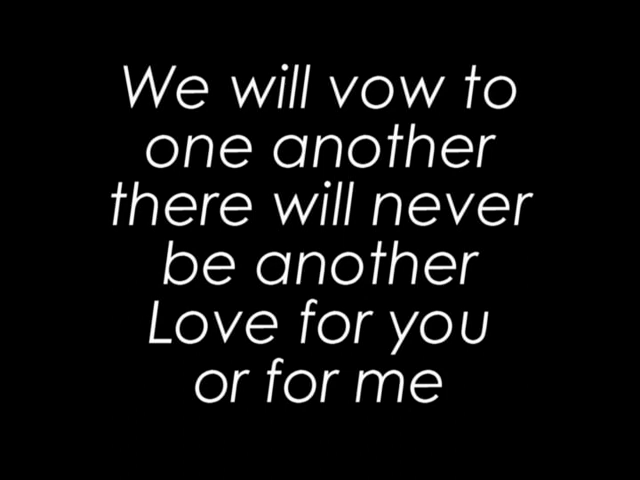 We will vow to
one another
there will never
be another
Love for you
or for me